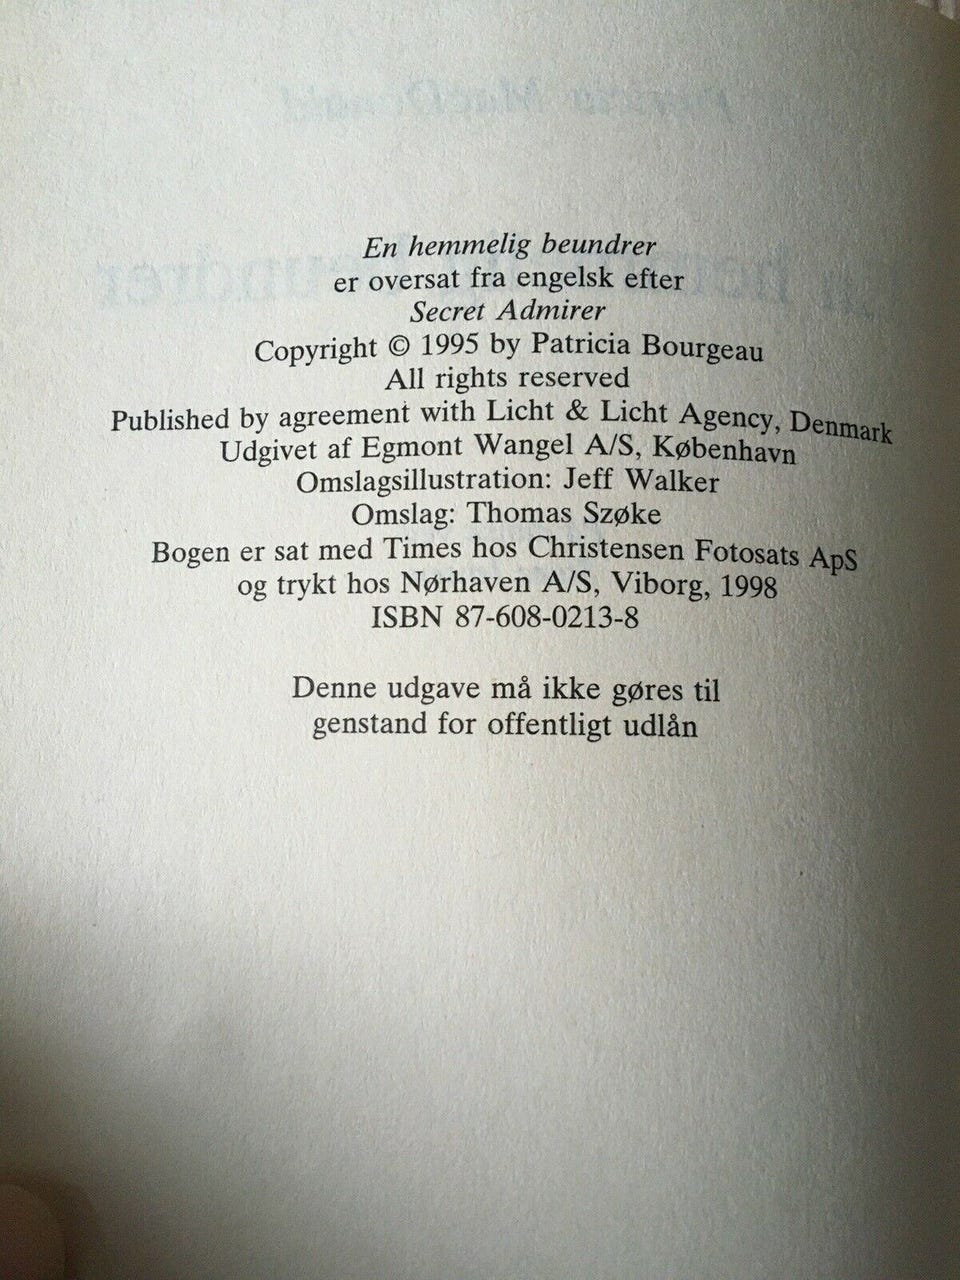 En hemmelig beundrer
er oversat fra engelsk efter
Secret Admirer
Copyright © 1995 by Patricia Bourgeau
All rights reserved
Published by agreement with Licht & Licht Agency, Denmark
Udgivet af Egmont Wangel A/S, København
Omslagsillustration: Jeff Walker
Omslag: Thomas Szøke
Bogen er sat med Times hos Christensen Fotosats ApS
og trykt hos Nørhaven A/S, Viborg, 1998
ISBN 87-608-0213-8
Denne udgave må ikke gøres til
genstand for offentligt udlån